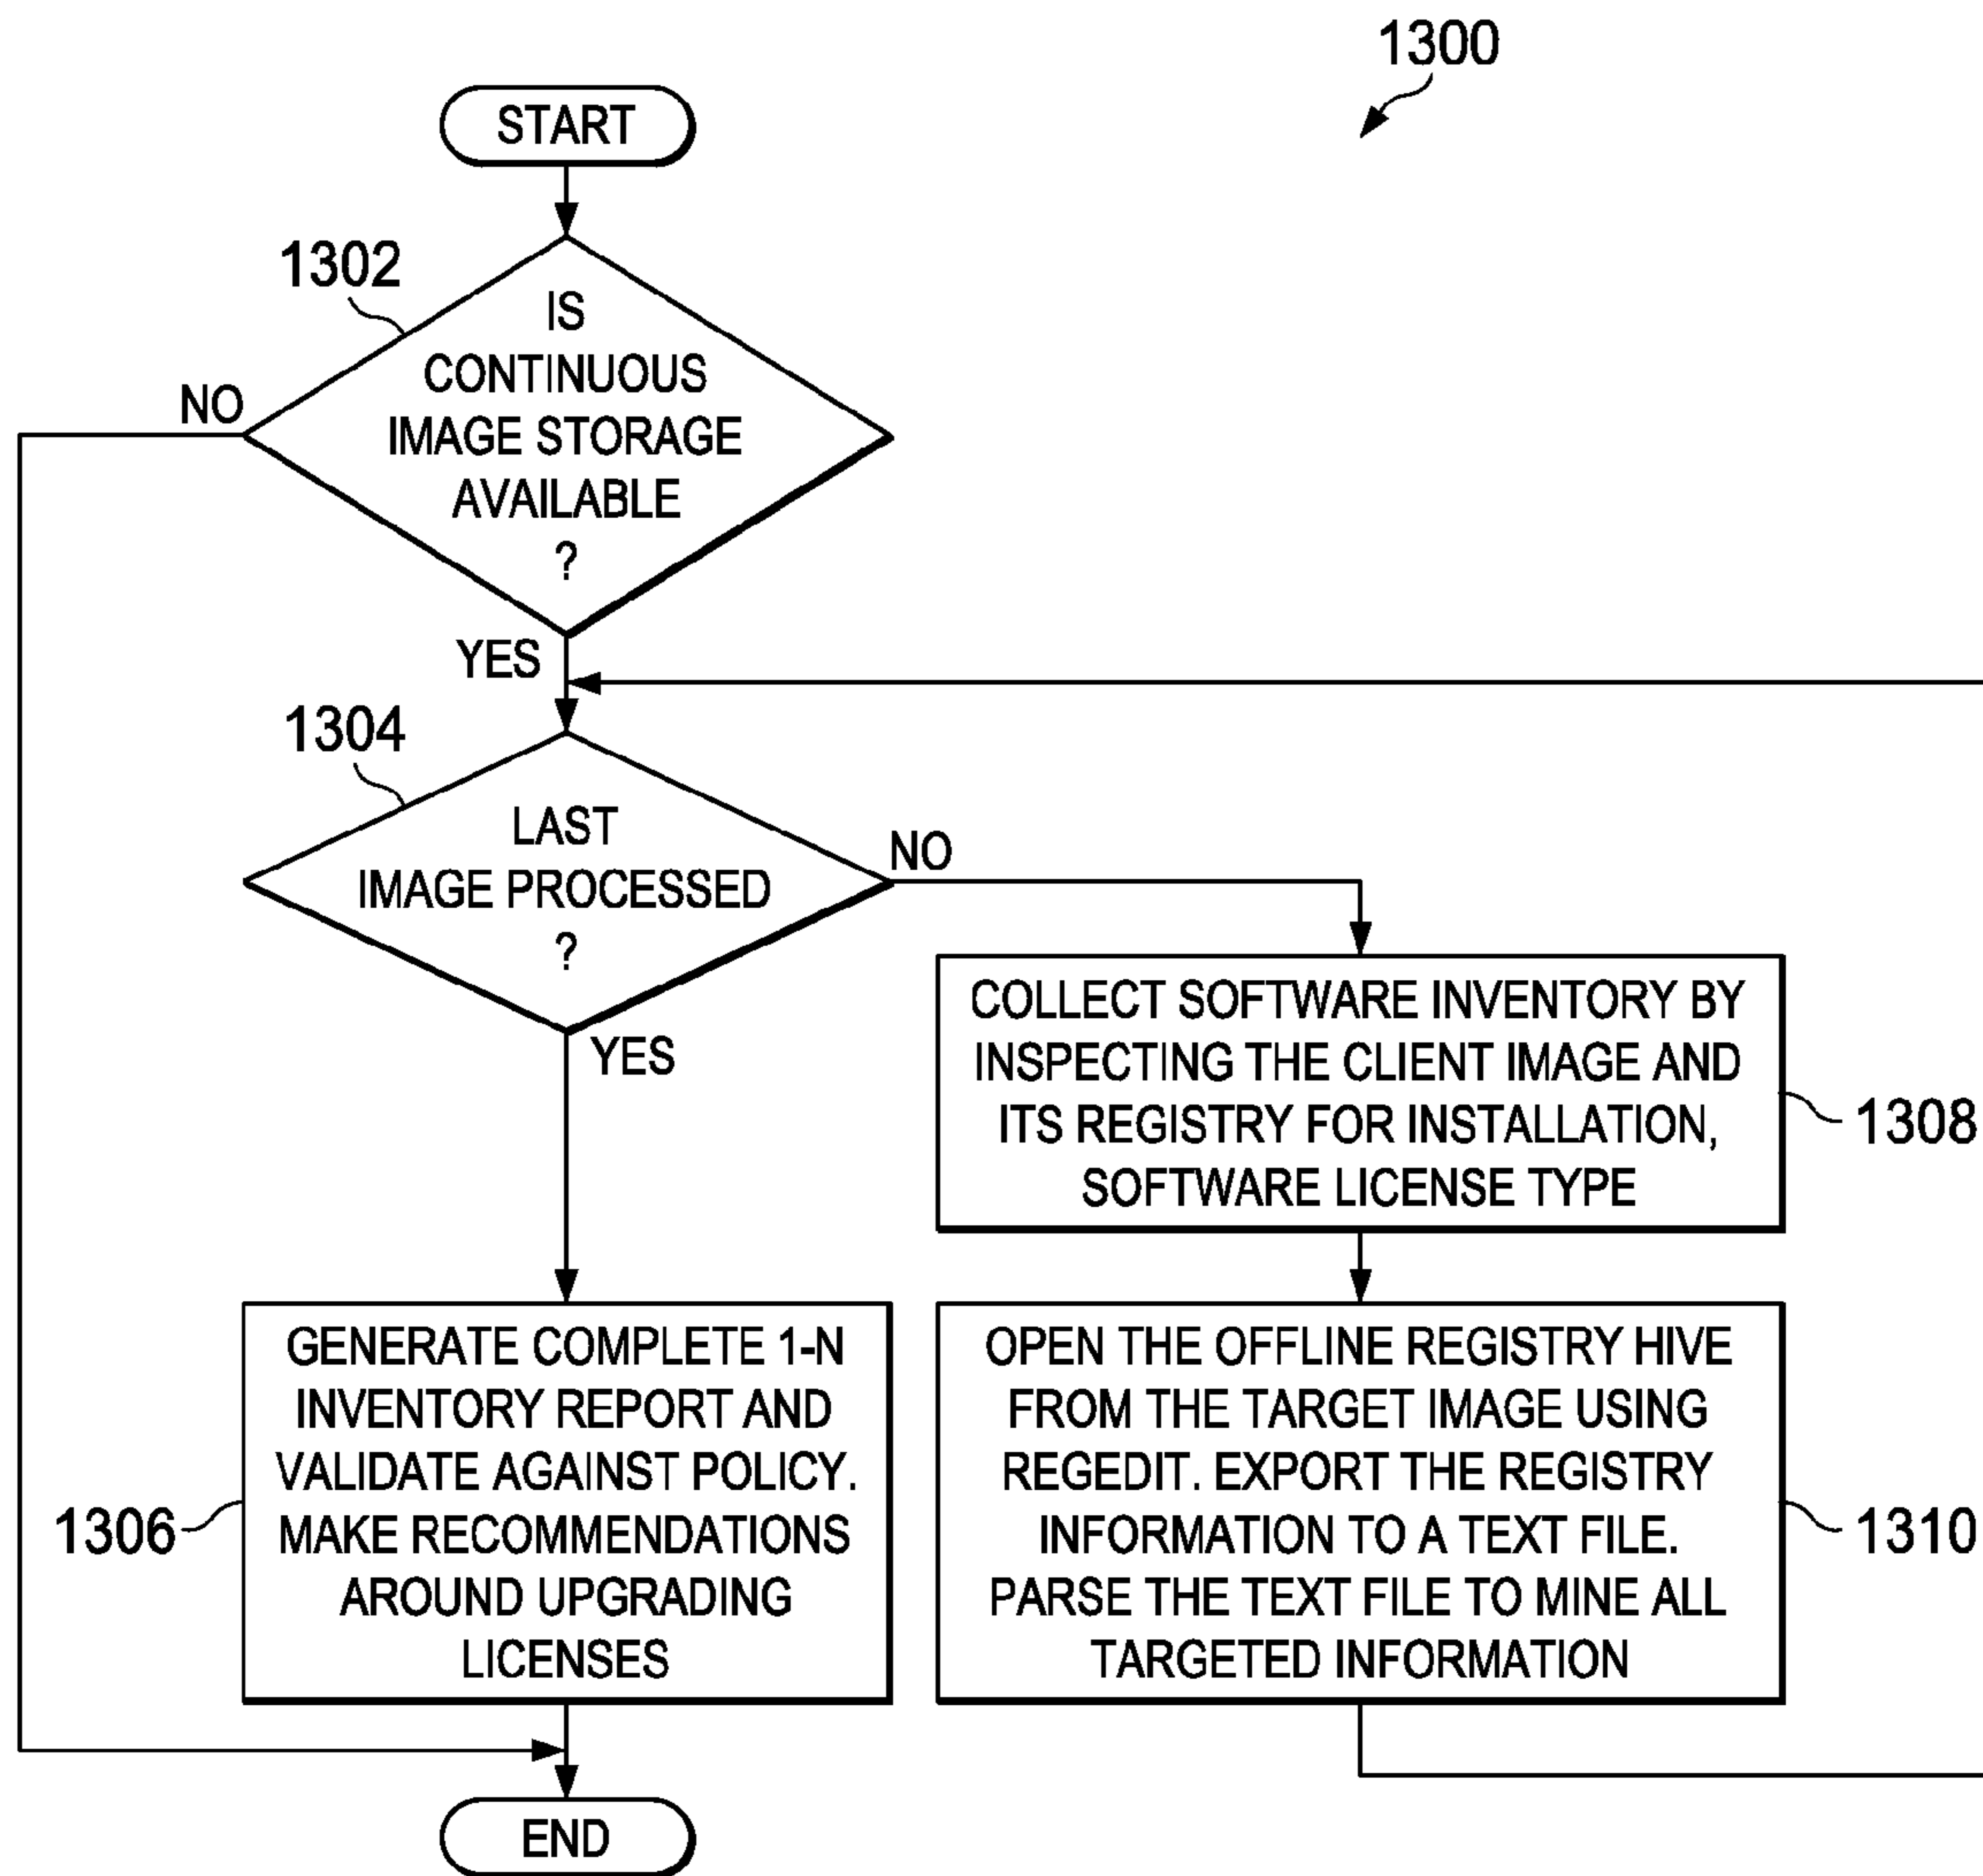 1300
START
1302
IS
CONTINUOUS
IMAGE STORAGE
AVAILABLE
?
NO
YES
1304
LAST
IMAGE PROCESSED
?
NO
YES
COLLECT SOFTWARE INVENTORY BY
INSPECTING THE CLIENT IMAGE AND
ITS REGISTRY FOR INSTALLATION,
SOFTWARE LICENSE TYPE
1308
GENERATE COMPLETE 1-N
INVENTORY REPORT AND
VALIDATE AGAINST POLICY.
MAKE RECOMMENDATIONS
AROUND UPGRADING
LICENSES
1306
OPEN THE OFFLINE REGISTRY HIVE
FROM THE TARGET IMAGE USING
REGEDIT. EXPORT THE REGISTRY
INFORMATION TO A TEXT FILE.
PARSE THE TEXT FILE TO MINE ALL
TARGETED INFORMATION
1310
END